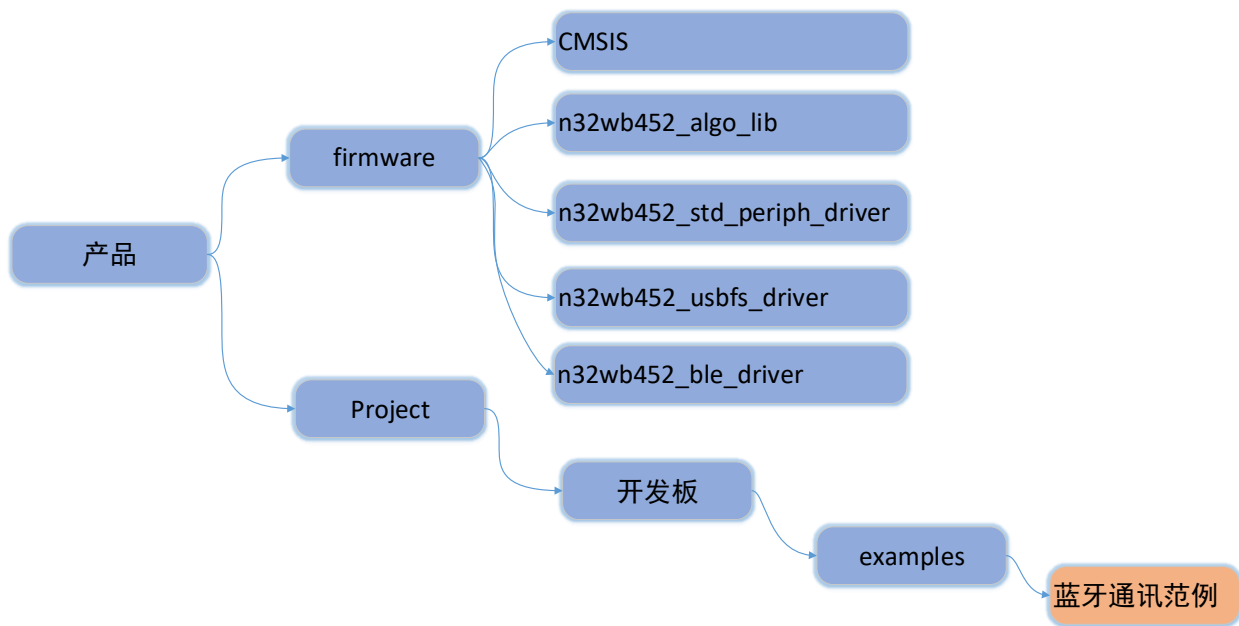 CMSIS
n32wb452_algo_lib
firmware
n32wb452_std_periph_driver
产品
n32wb452_usbfs_driver
n32wb452_ble_driver
Project
开发板
examples
蓝牙通讯范例